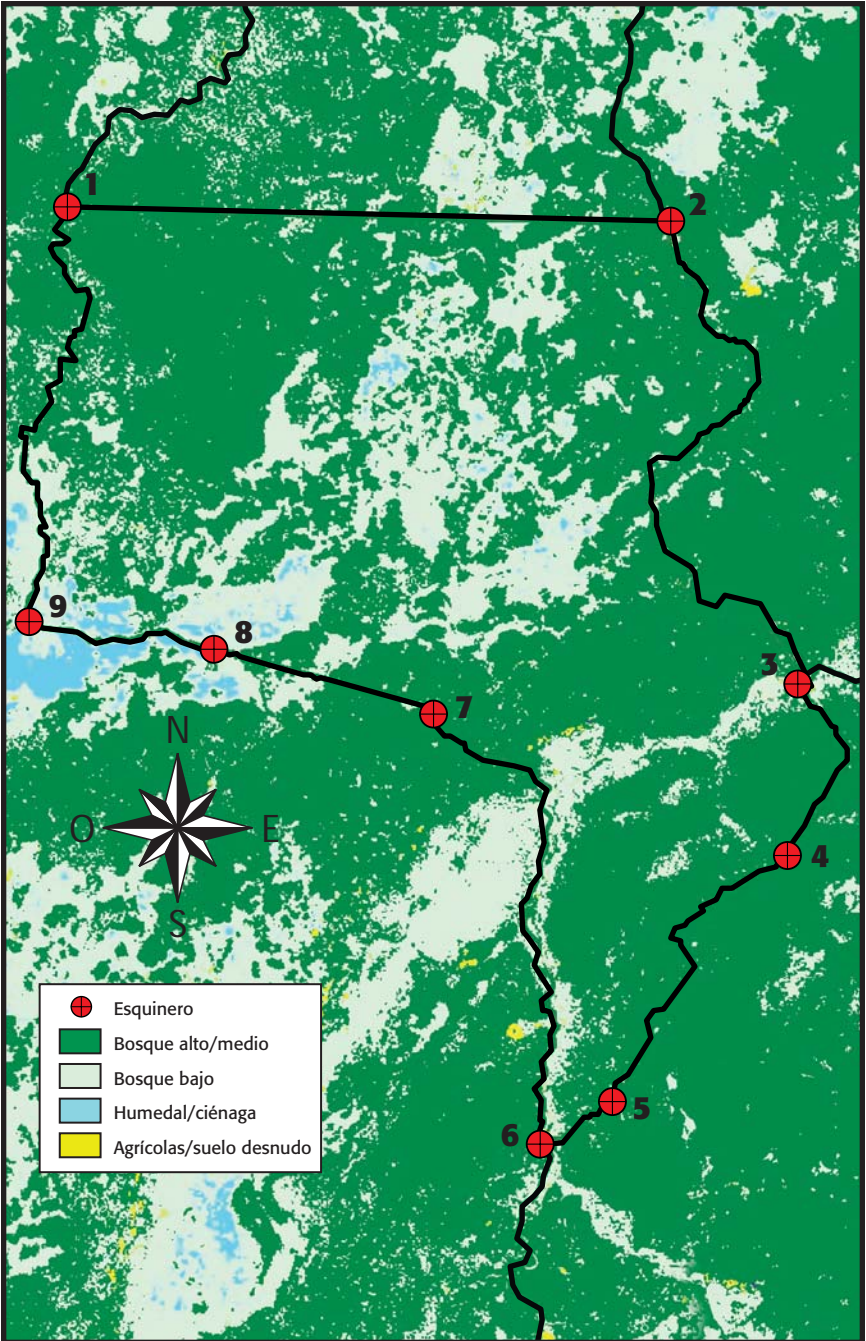 1
2
9
8
3
7
N
O
E
S
4
Esquinero
Bosque alto/medio
Bosque bajo
Humedal/ciénaga
Agrícolas/suelo desnudo
5
6